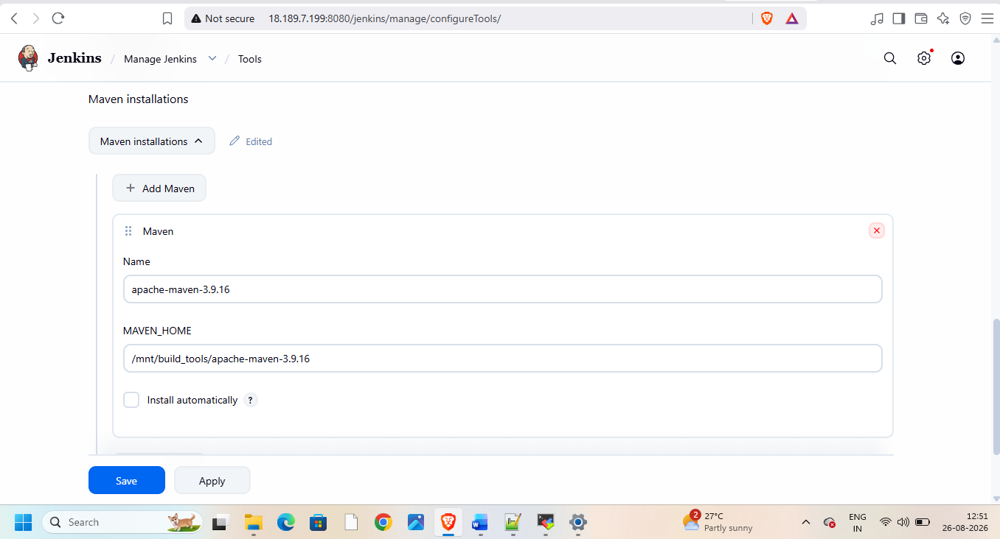 Not secure 18.189.7.199:8080/jenkins/manage/configureTools/
Jenkins / Manage Jenkins / Tools
Maven installations
Maven installations Edited
+ Add Maven
Maven
Name
apache-maven-3.9.16
MAVEN_HOME
/mnt/build_tools/apache-maven-3.9.16
Install automatically ?
Save Apply
Search
2
27°C
Partly sunny
ENG
IN
12:51
26-08-2026